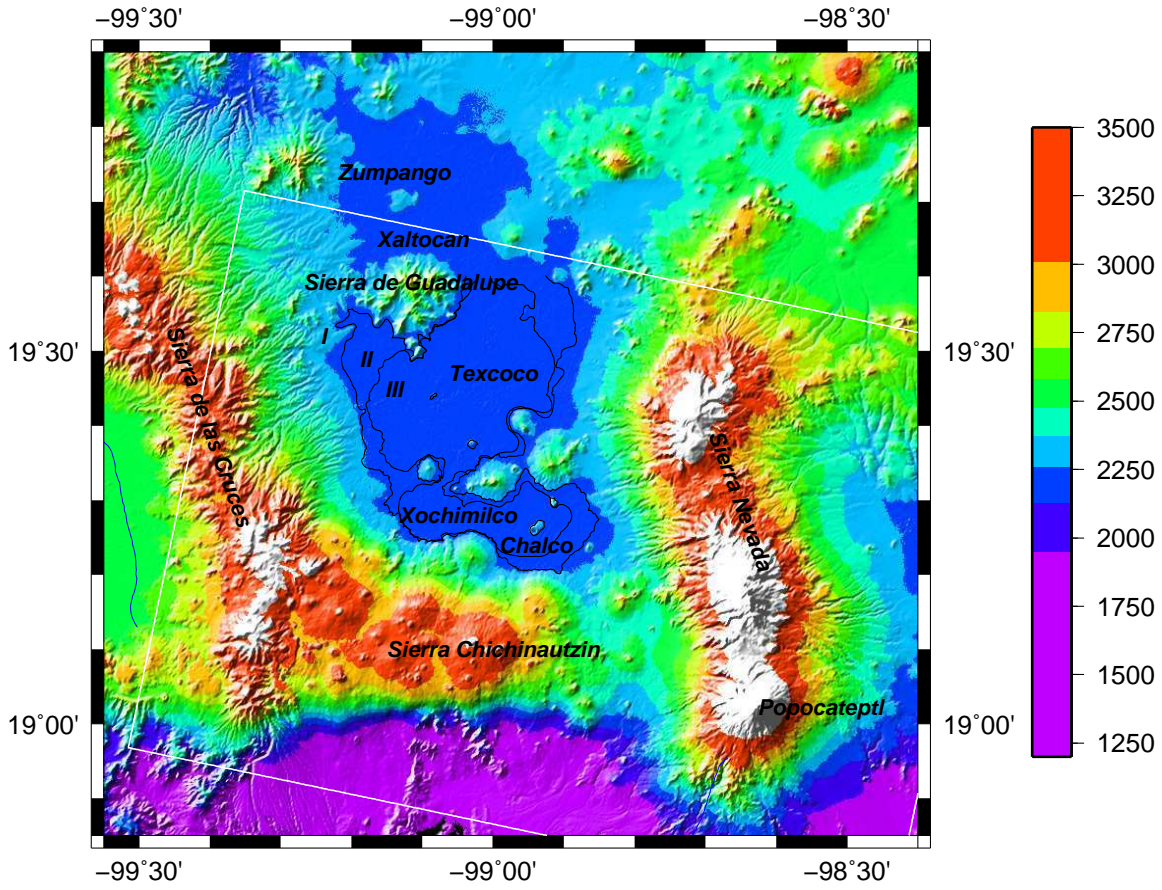 −99˚30' −99˚00' −98˚30'
3500
3000
2750
2500
2250
2000
1750
1500
1250
19˚30' 19˚30'
19˚00' 19˚00'
Zumpango
Xaltocan
Sierra de Guadalupe
I
II
III
Texcoco
Sierra de las Cruces
Sierra Nevada
Xochimilco
Chalco
Sierra Chichinautzin
Popocateptl
−99˚30' −99˚00' −98˚30'